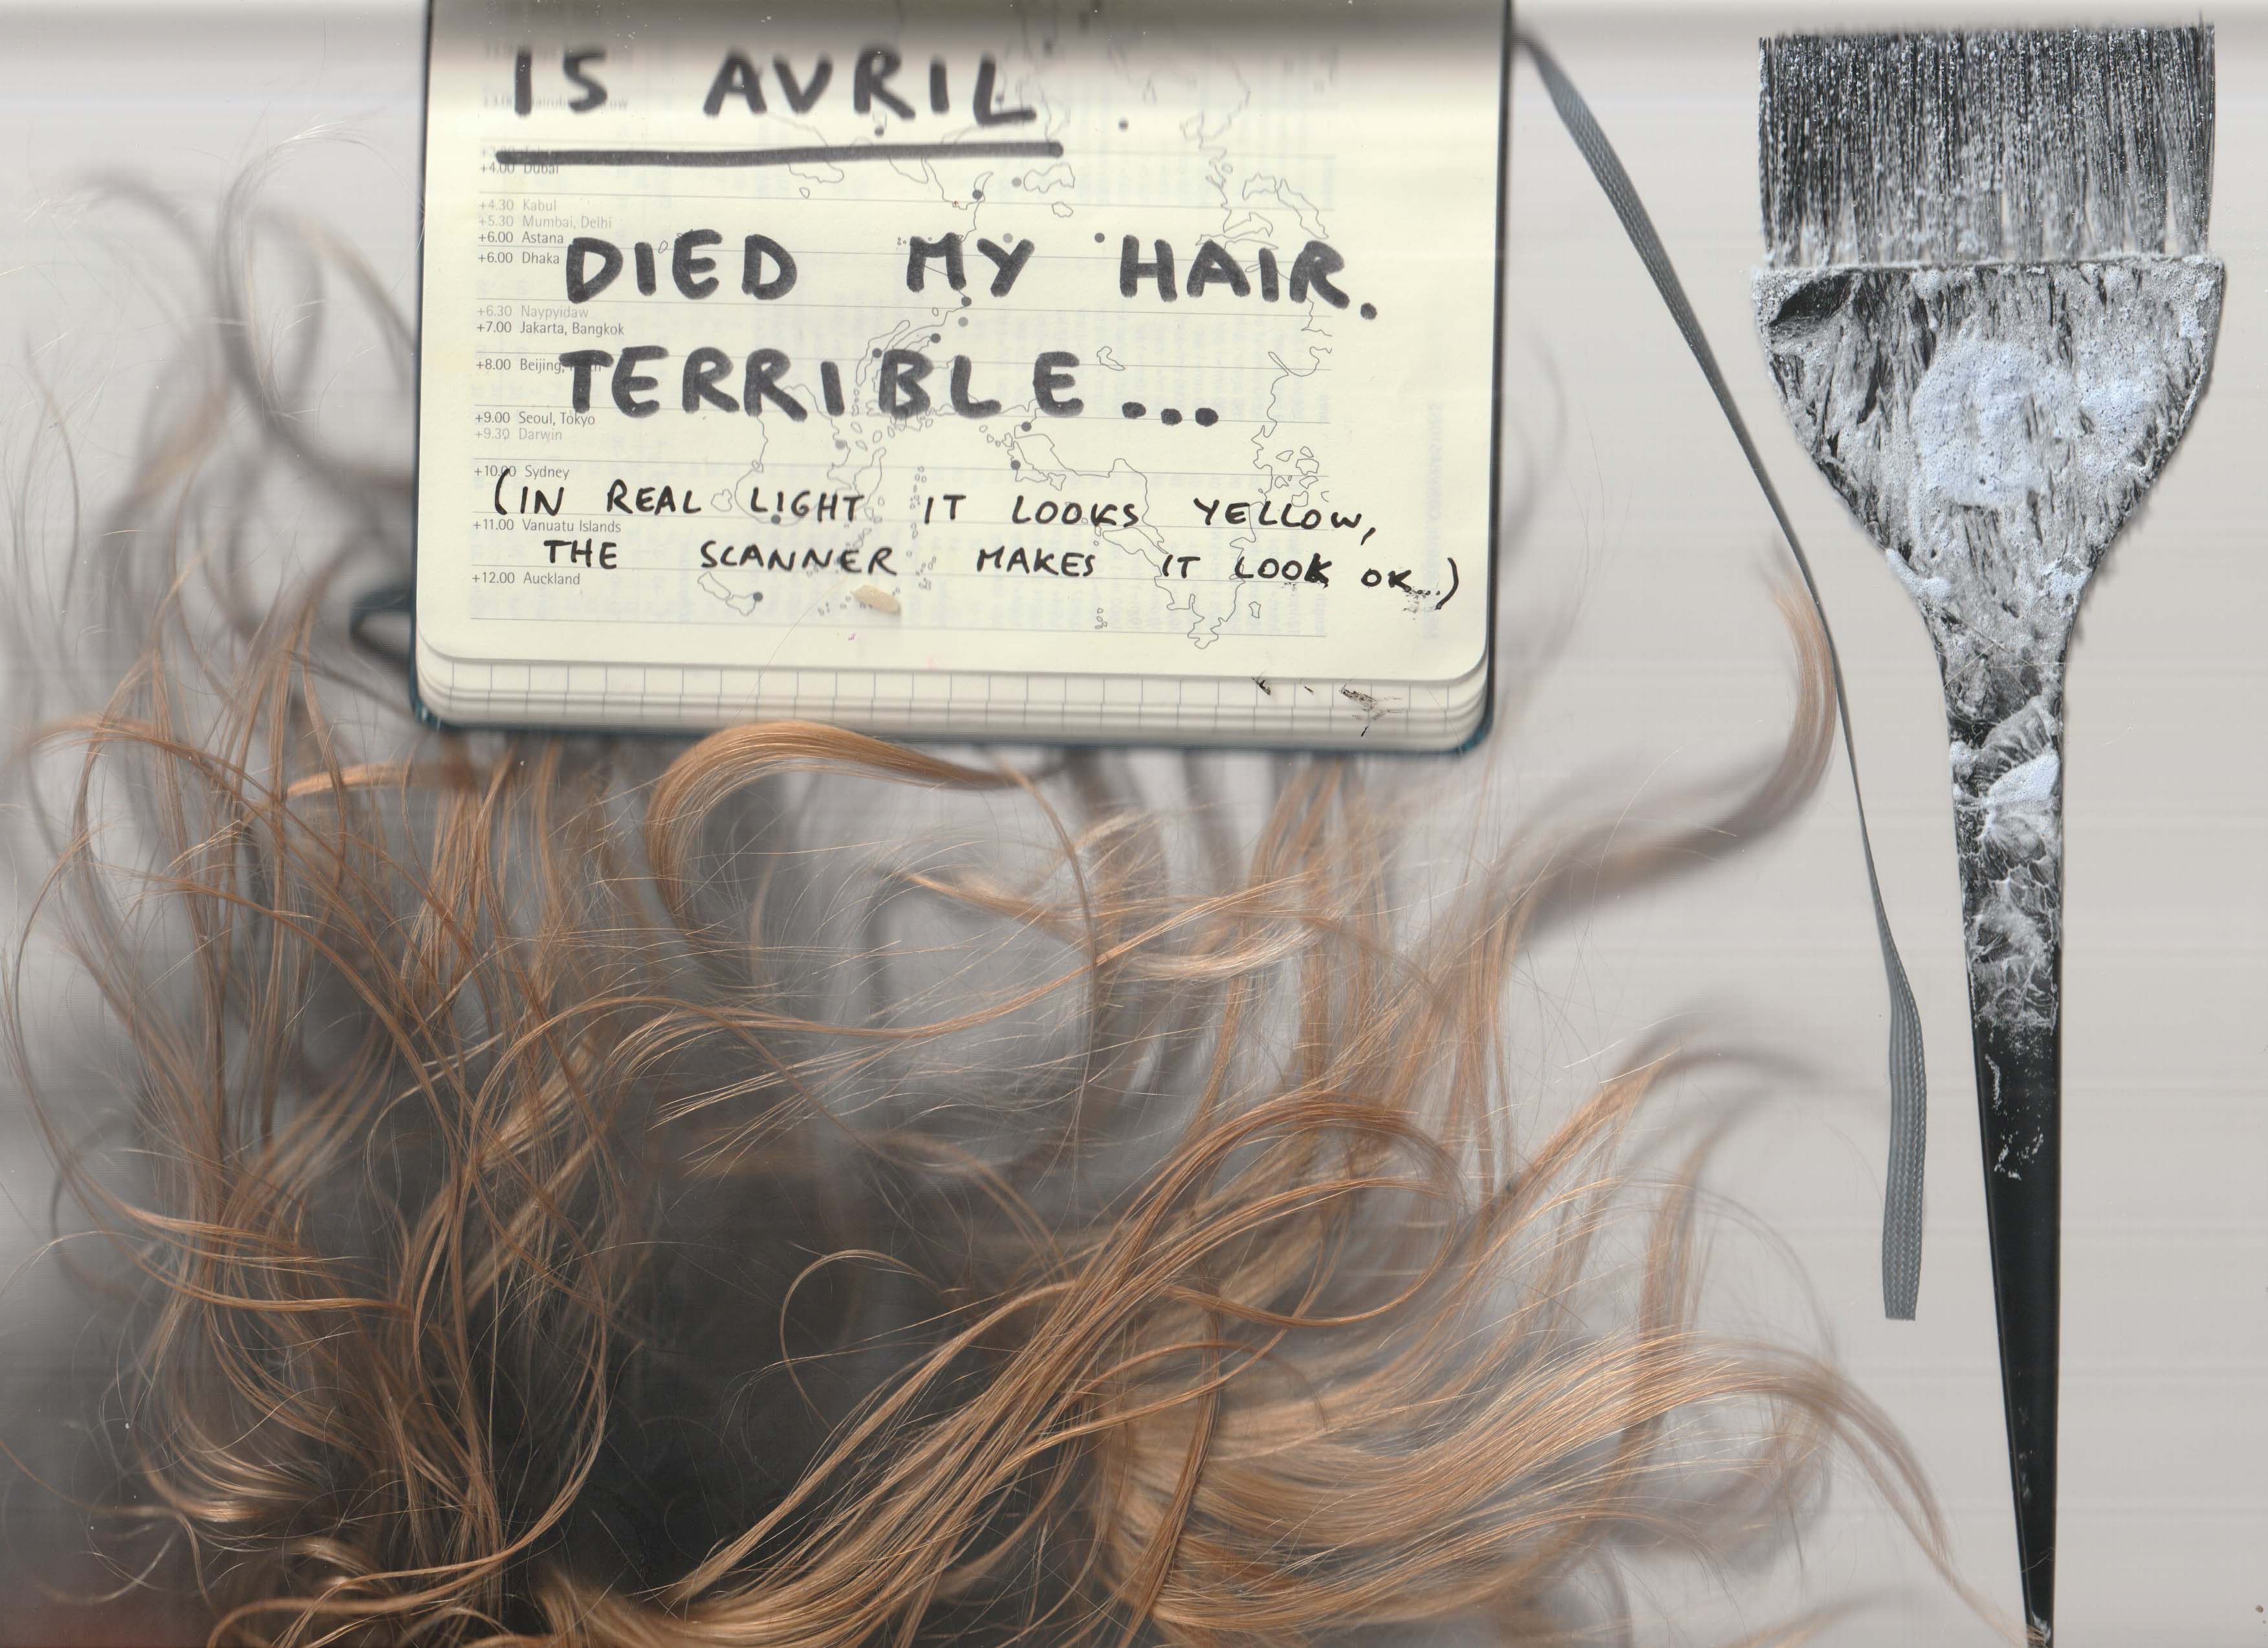 IS AVRIL
+4.00 Dubai
+4.30 Kabul
+5.30 Mumbai, Delhi
+6.00 Astana
+6.00 Dhaka
DIED MY HAIR.
+6.30 Naypyidaw
+7.00 Jakarta, Bangkok
TERRIBLE...
+8.00 Beijing,
+9.00 Seoul, Tokyo
+9.30 Darwin
+10.00 Sydney
(IN REAL LIGHT IT LOOKS YELLOW,
+11.00 Vanuatu Islands
THE SCANNER MAKES IT LOOK OK...)
+12.00 Auckland